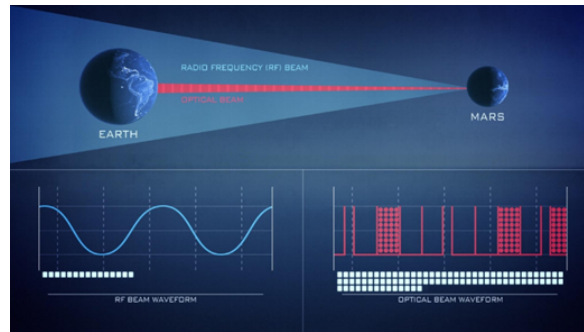 RADIO FREQUENCY (RF) BEAM
OPTICAL BEAM
EARTH
MARS
RF BEAM WAVEFORM
OPTICAL BEAM WAVEFORM